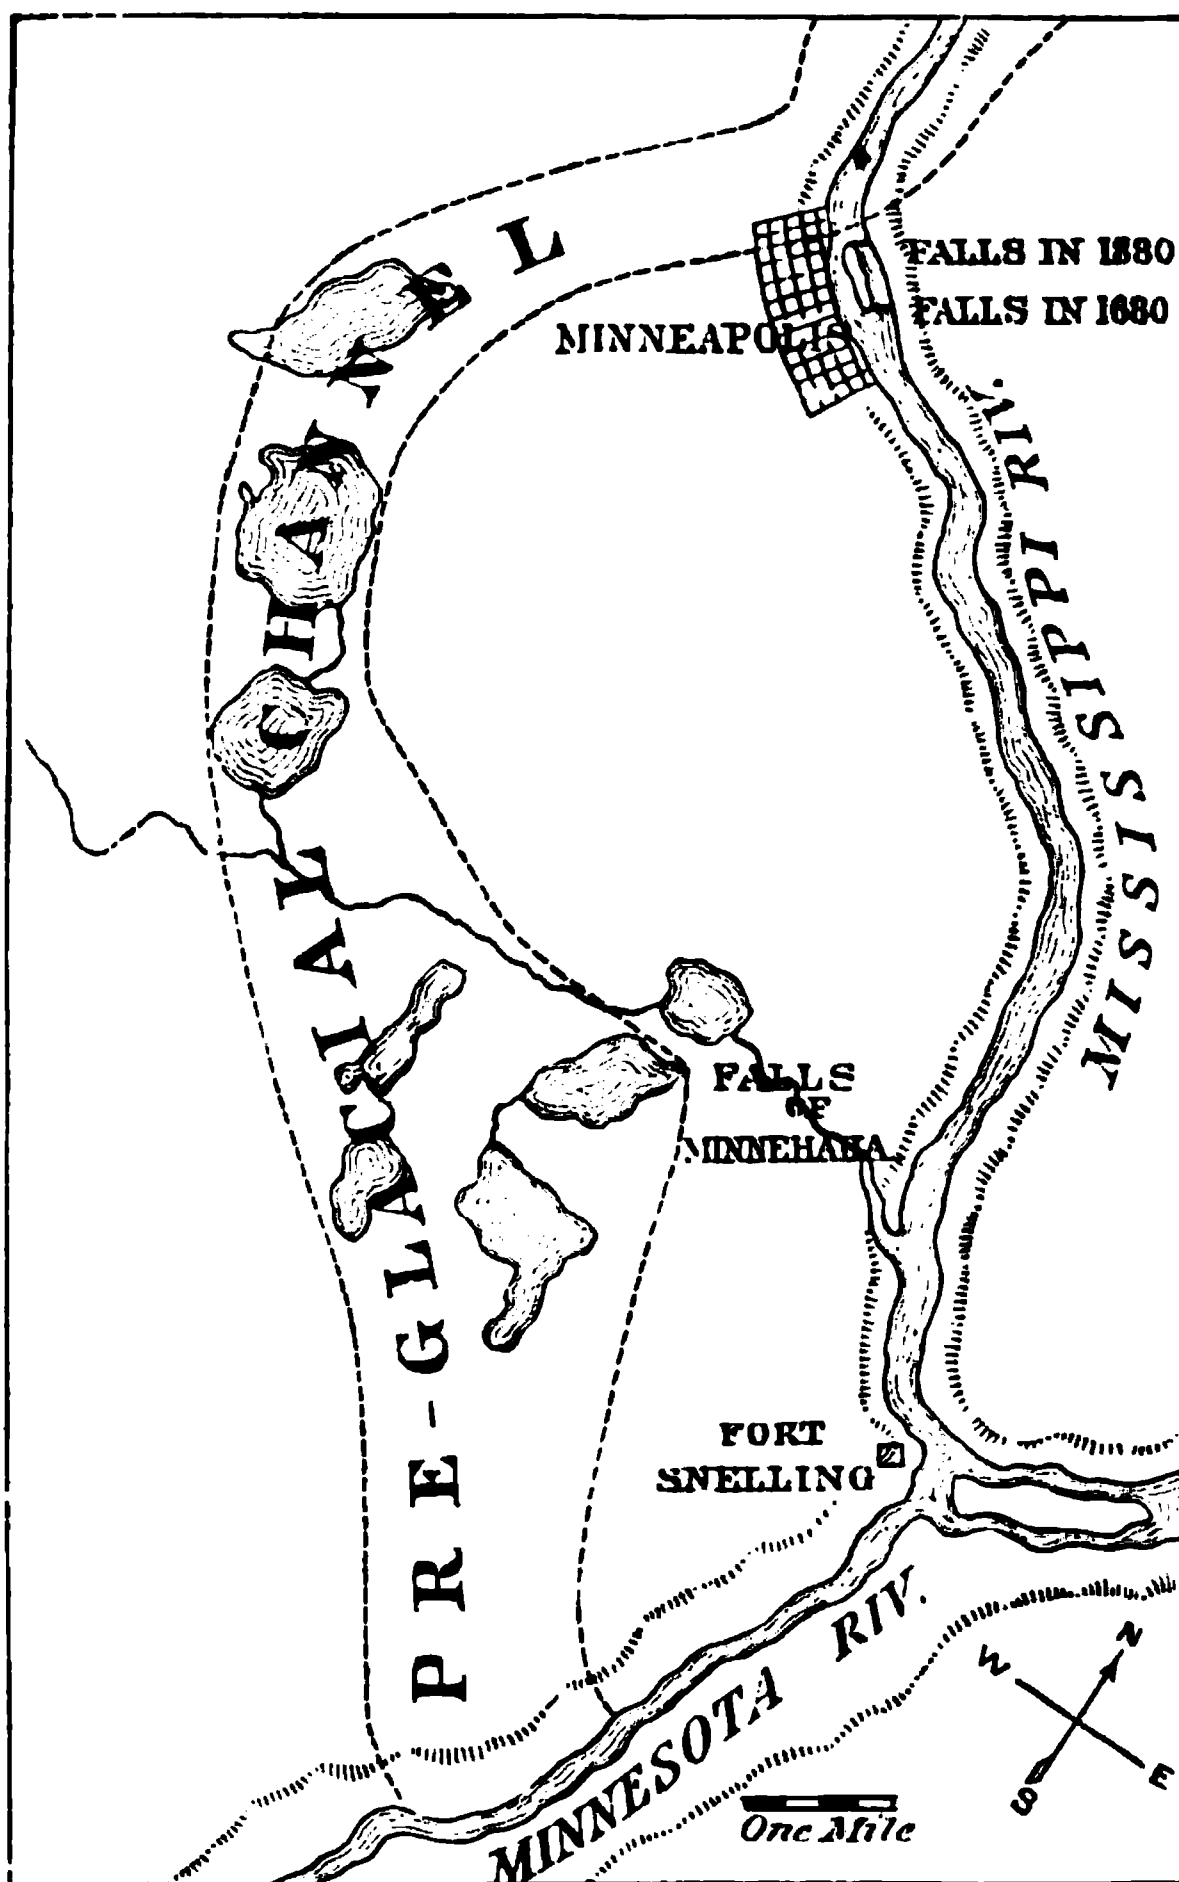 PRE-GLACIAL CHANNEL
FALLS IN 1880
FALLS IN 1680
MINNEAPOLIS
MISSISSIPPI RIV.
FALLS
OF
MINNEHAHA
FORT
SNELLING
MINNESOTA RIV.
N
W
E
S
One Mile